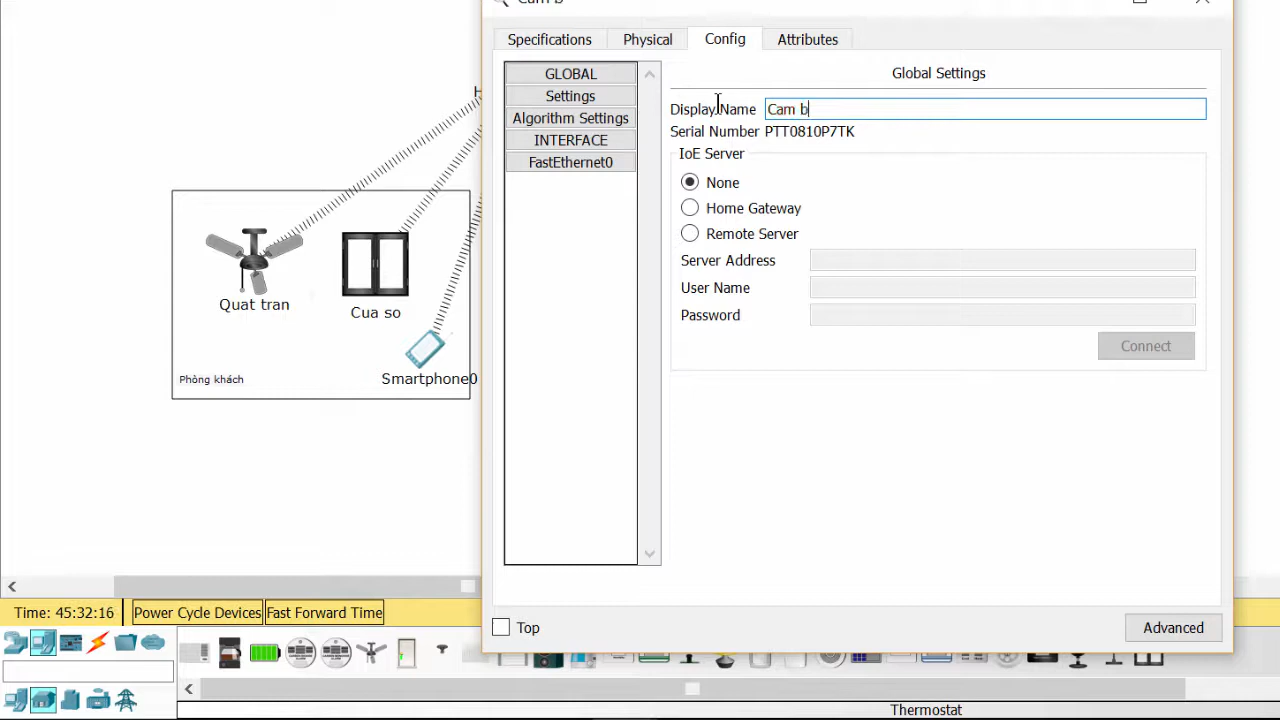 Cam b
Specifications
Physical
Config
Attributes
GLOBAL
Settings
Algorithm Settings
INTERFACE
FastEthernet0
Global Settings
Display Name Cam b
Serial Number PTT0810P7TK
IoE Server
None
Home Gateway
Remote Server
Server Address
User Name
Password
Connect
Top
Advanced
H
Quat tran
Cua so
Smartphone0
Phòng khách
Time: 45:32:16
Power Cycle Devices
Fast Forward Time
Thermostat